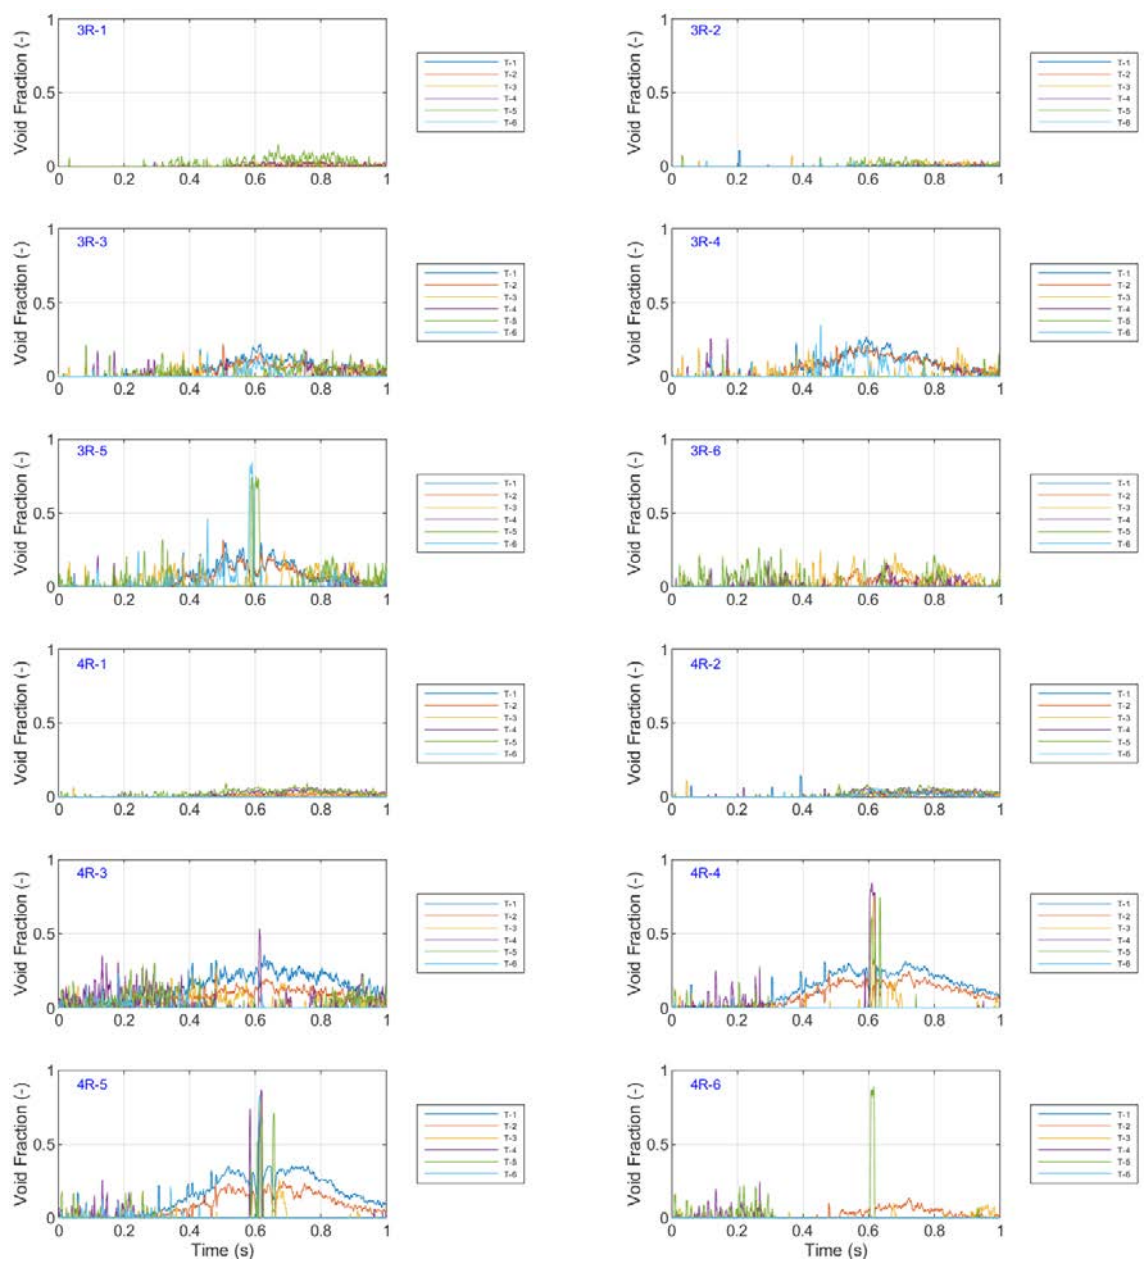 3R-1
Void Fraction (-)
1
0.5
0
0 0.2 0.4 0.6 0.8 1
T-1
T-2
T-3
T-4
T-5
T-6
3R-2
Void Fraction (-)
1
0.5
0
0 0.2 0.4 0.6 0.8 1
T-1
T-2
T-3
T-4
T-5
T-6
3R-3
Void Fraction (-)
1
0.5
0
0 0.2 0.4 0.6 0.8 1
T-1
T-2
T-3
T-4
T-5
T-6
3R-4
Void Fraction (-)
1
0.5
0
0 0.2 0.4 0.6 0.8 1
T-1
T-2
T-3
T-4
T-5
T-6
3R-5
Void Fraction (-)
1
0.5
0
0 0.2 0.4 0.6 0.8 1
T-1
T-2
T-3
T-4
T-5
T-6
3R-6
Void Fraction (-)
1
0.5
0
0 0.2 0.4 0.6 0.8 1
T-1
T-2
T-3
T-4
T-5
T-6
4R-1
Void Fraction (-)
1
0.5
0
0 0.2 0.4 0.6 0.8 1
T-1
T-2
T-3
T-4
T-5
T-6
4R-2
Void Fraction (-)
1
0.5
0
0 0.2 0.4 0.6 0.8 1
T-1
T-2
T-3
T-4
T-5
T-6
4R-3
Void Fraction (-)
1
0.5
0
0 0.2 0.4 0.6 0.8 1
T-1
T-2
T-3
T-4
T-5
T-6
4R-4
Void Fraction (-)
1
0.5
0
0 0.2 0.4 0.6 0.8 1
T-1
T-2
T-3
T-4
T-5
T-6
4R-5
Void Fraction (-)
1
0.5
0
0 0.2 0.4 0.6 0.8 1
Time (s)
T-1
T-2
T-3
T-4
T-5
T-6
4R-6
Void Fraction (-)
1
0.5
0
0 0.2 0.4 0.6 0.8 1
Time (s)
T-1
T-2
T-3
T-4
T-5
T-6